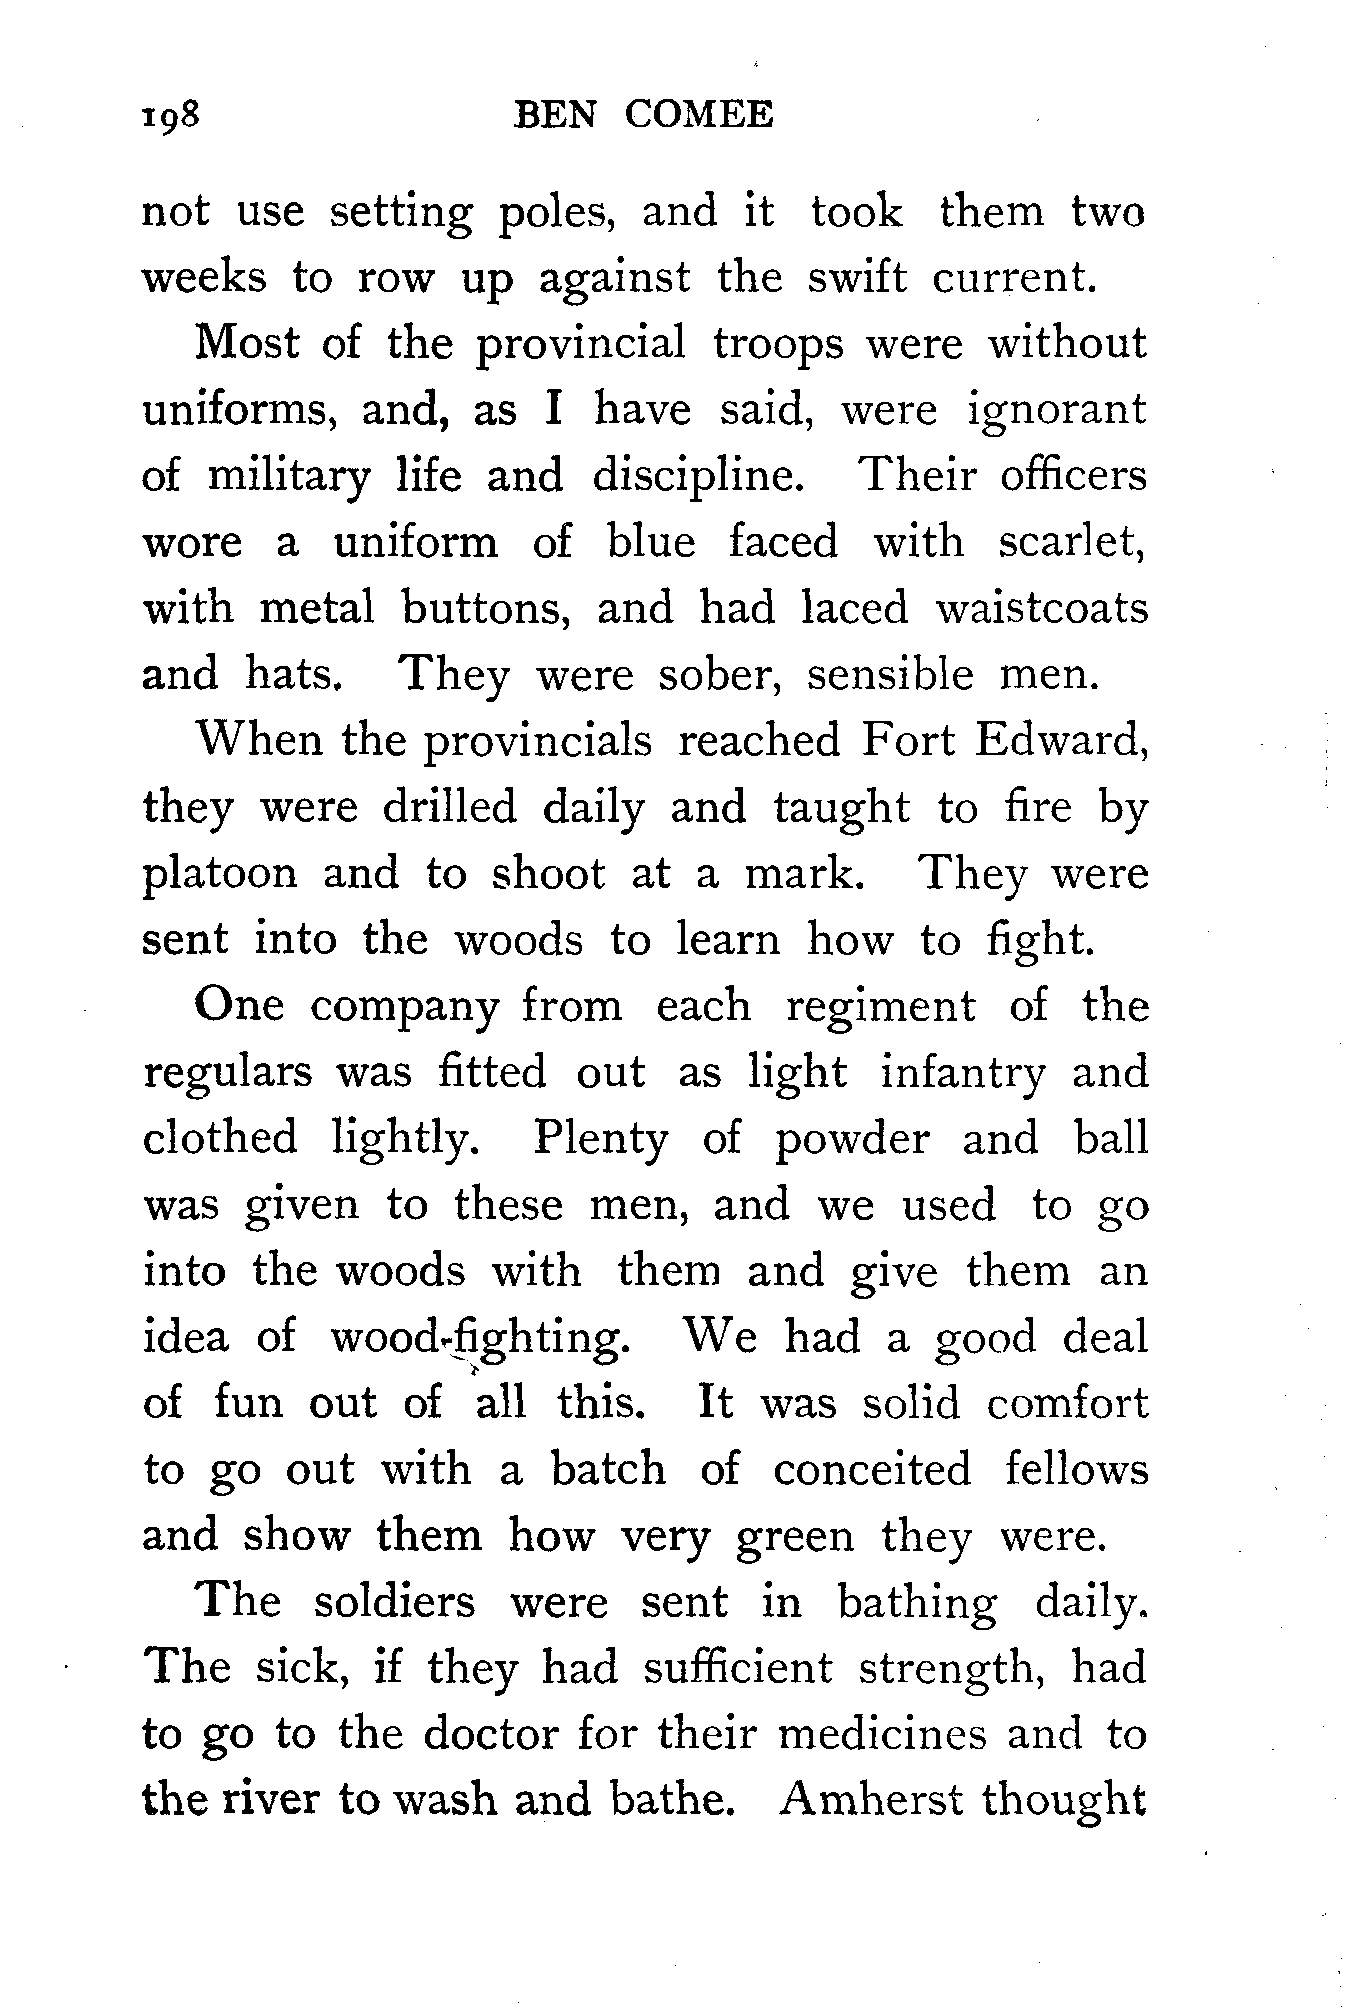 198 BEN COMEE
not use setting poles, and it took them two
weeks to row up against the swift current.
Most of the provincial troops were without
uniforms, and, as I have said, were ignorant
of military life and discipline. Their officers
wore a uniform of blue faced with scarlet,
with metal buttons, and had laced waistcoats
and hats. They were sober, sensible men.
When the provincials reached Fort Edward,
they were drilled daily and taught to fire by
platoon and to shoot at a mark. They were
sent into the woods to learn how to fight.
One company from each regiment of the
regulars was fitted out as light infantry and
clothed lightly. Plenty of powder and ball
was given to these men, and we used to go
into the woods with them and give them an
idea of wood-fighting. We had a good deal
of fun out of all this. It was solid comfort
to go out with a batch of conceited fellows
and show them how very green they were.
The soldiers were sent in bathing daily.
The sick, if they had sufficient strength, had
to go to the doctor for their medicines and to
the river to wash and bathe. Amherst thought